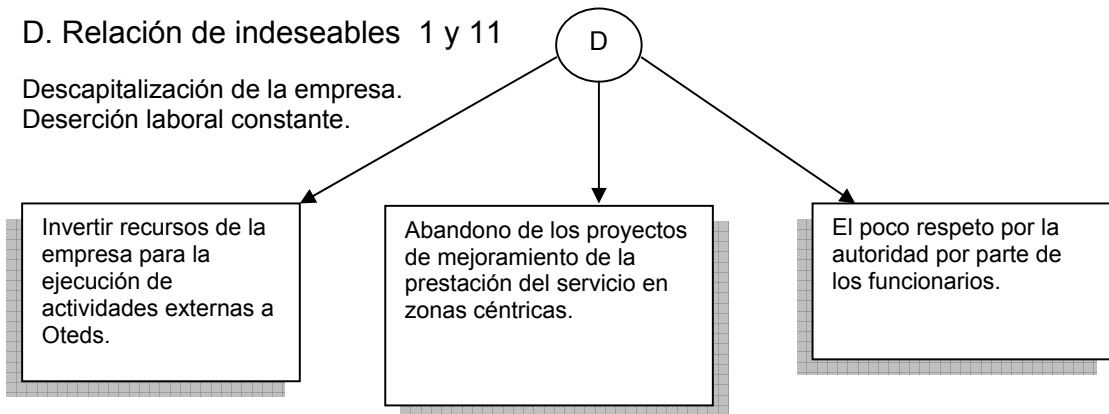 D. Relación de indeseables 1 y 11
D
Descapitalización de la empresa.
Deserción laboral constante.
Invertir recursos de la
empresa para la
ejecución de
actividades externas a
Oteds.
Abandono de los proyectos
de mejoramiento de la
prestación del servicio en
zonas céntricas.
El poco respeto por la
autoridad por parte de
los funcionarios.